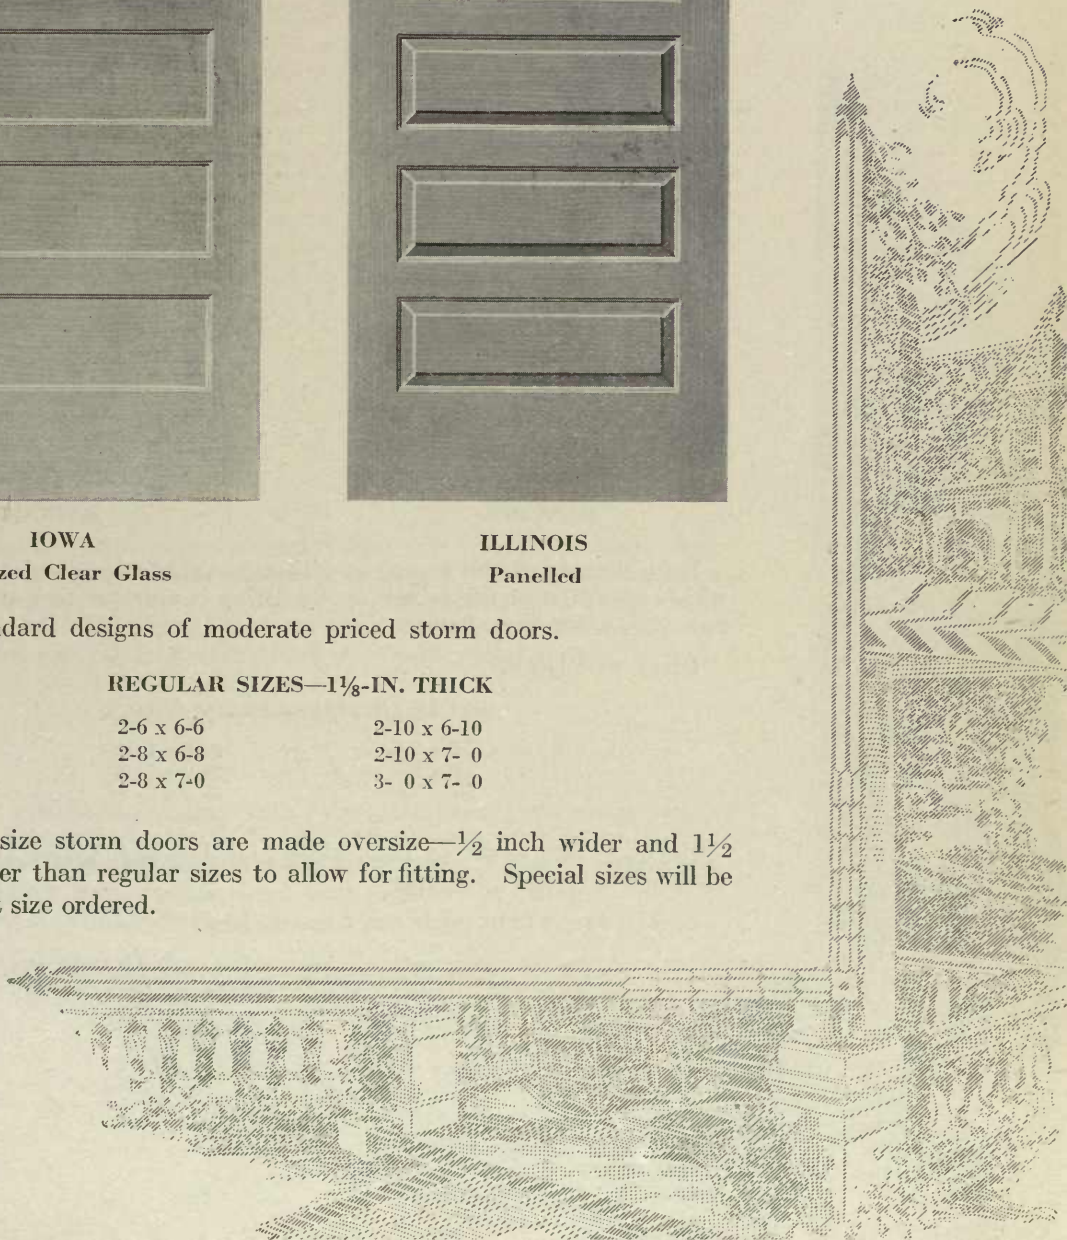 IOWA
zed Clear Glass
ILLINOIS
Panelled
dard designs of moderate priced storm doors.
REGULAR SIZES—1⅛-IN. THICK
2-6 x 6-6 2-10 x 6-10
2-8 x 6-8 2-10 x 7- 0
2-8 x 7-0 3- 0 x 7- 0
size storm doors are made oversize—½ inch wider and 1½
er than regular sizes to allow for fitting. Special sizes will be
size ordered.